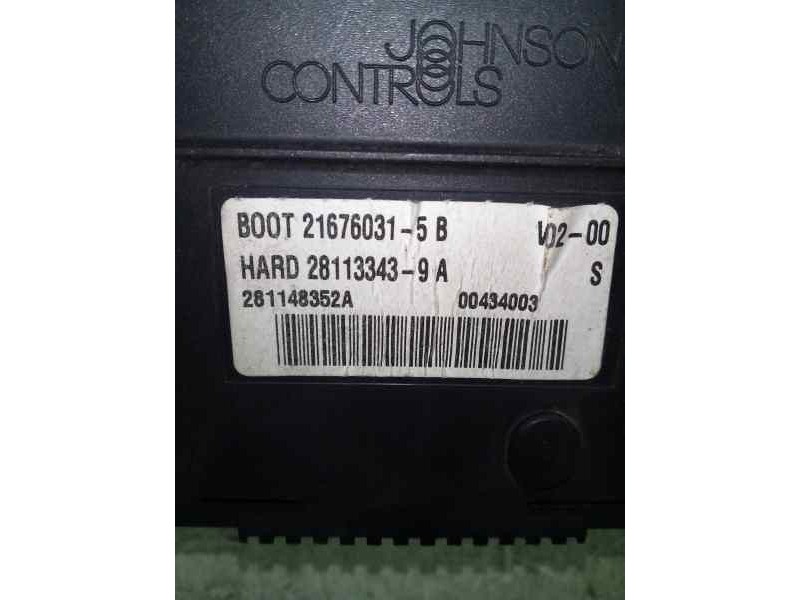 JOHNSON
CONTROLS
BOOT 21676031-5 B V02-00
HARD 28113343-9 A S
281148352A 00434003